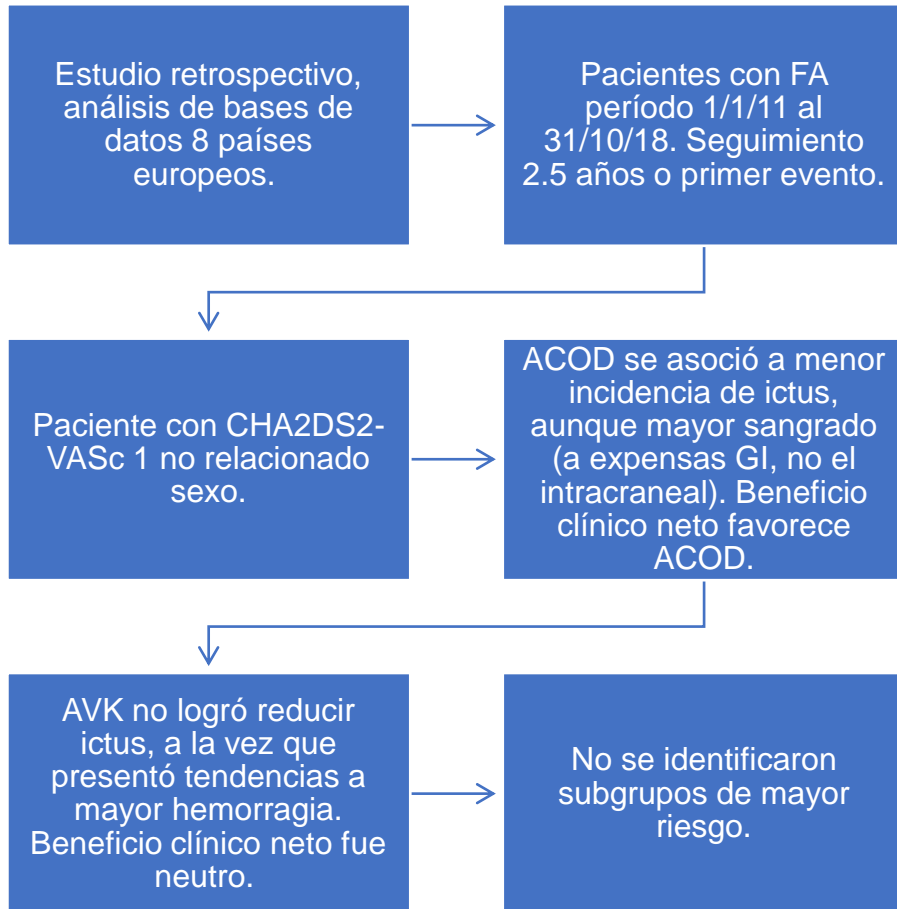 Estudio retrospectivo,
análisis de bases de
datos 8 países
europeos.
Pacientes con FA
período 1/1/11 al
31/10/18. Seguimiento
2.5 años o primer evento.
Paciente con CHA2DS2-
VASc 1 no relacionado
sexo.
ACOD se asoció a menor
incidencia de ictus,
aunque mayor sangrado
(a expensas GI, no el
intracraneal). Beneficio
clínico neto favorece
ACOD.
AVK no logró reducir
ictus, a la vez que
presentó tendencias a
mayor hemorragia.
Beneficio clínico neto fue
neutro.
No se identificaron
subgrupos de mayor
riesgo.